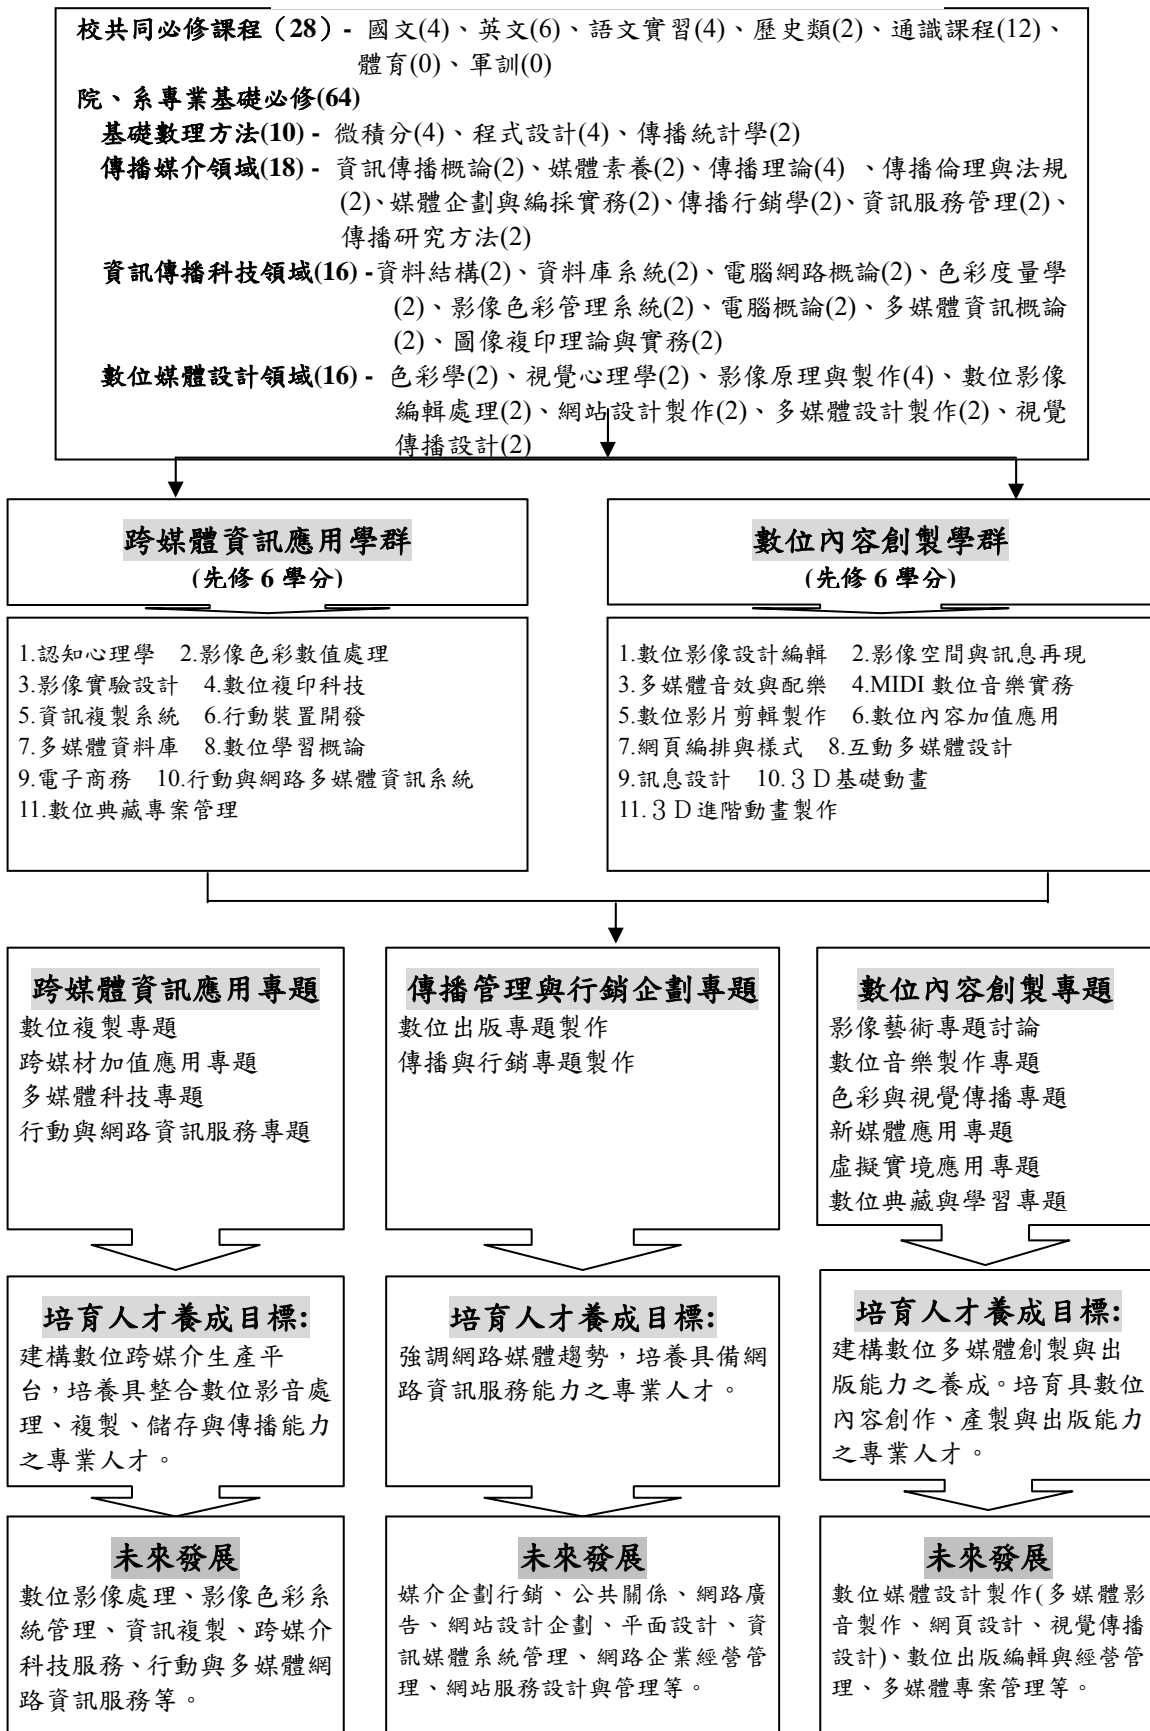 校共同必修課程（28）- 國文(4)、英文(6)、語文實習(4)、歷史類(2)、通識課程(12)、
體育(0)、軍訓(0)
院、系專業基礎必修(64)
基礎數理方法(10) - 微積分(4)、程式設計(4)、傳播統計學(2)
傳播媒介領域(18) - 資訊傳播概論(2)、媒體素養(2)、傳播理論(4) 、傳播倫理與法規
(2)、媒體企劃與編採實務(2)、傳播行銷學(2)、資訊服務管理(2)、
傳播研究方法(2)
資訊傳播科技領域(16) -資料結構(2)、資料庫系統(2)、電腦網路概論(2)、色彩度量學
(2)、影像色彩管理系統(2)、電腦概論(2)、多媒體資訊概論
(2)、圖像複印理論與實務(2)
數位媒體設計領域(16) - 色彩學(2)、視覺心理學(2)、影像原理與製作(4)、數位影像
編輯處理(2)、網站設計製作(2)、多媒體設計製作(2)、視覺
傳播設計(2)
跨媒體資訊應用學群
(先修 6 學分)
1.認知心理學 2.影像色彩數值處理
3.影像實驗設計 4.數位複印科技
5.資訊複製系統 6.行動裝置開發
7.多媒體資料庫 8.數位學習概論
9.電子商務 10.行動與網路多媒體資訊系統
11.數位典藏專案管理
數位內容創製學群
(先修 6 學分)
1.數位影像設計編輯 2.影像空間與訊息再現
3.多媒體音效與配樂 4.MIDI 數位音樂實務
5.數位影片剪輯製作 6.數位內容加值應用
7.網頁編排與樣式 8.互動多媒體設計
9.訊息設計 10.３Ｄ基礎動畫
11.３Ｄ進階動畫製作
跨媒體資訊應用專題
數位複製專題
跨媒材加值應用專題
多媒體科技專題
行動與網路資訊服務專題
傳播管理與行銷企劃專題
數位出版專題製作
傳播與行銷專題製作
數位內容創製專題
影像藝術專題討論
數位音樂製作專題
色彩與視覺傳播專題
新媒體應用專題
虛擬實境應用專題
數位典藏與學習專題
培育人才養成目標:
建構數位跨媒介生產平
台，培養具整合數位影音處
理、複製、儲存與傳播能力
之專業人才。
培育人才養成目標:
強調網路媒體趨勢，培養具備網
路資訊服務能力之專業人才。
培育人才養成目標:
建構數位多媒體創製與出
版能力之養成。培育具數位
內容創作、產製與出版能力
之專業人才。
未來發展
數位影像處理、影像色彩系
統管理、資訊複製、跨媒介
科技服務、行動與多媒體網
路資訊服務等。
未來發展
媒介企劃行銷、公共關係、網路廣
告、網站設計企劃、平面設計、資
訊媒體系統管理、網路企業經營管
理、網站服務設計與管理等。
未來發展
數位媒體設計製作(多媒體影
音製作、網頁設計、視覺傳播
設計)、數位出版編輯與經營管
理、多媒體專案管理等。